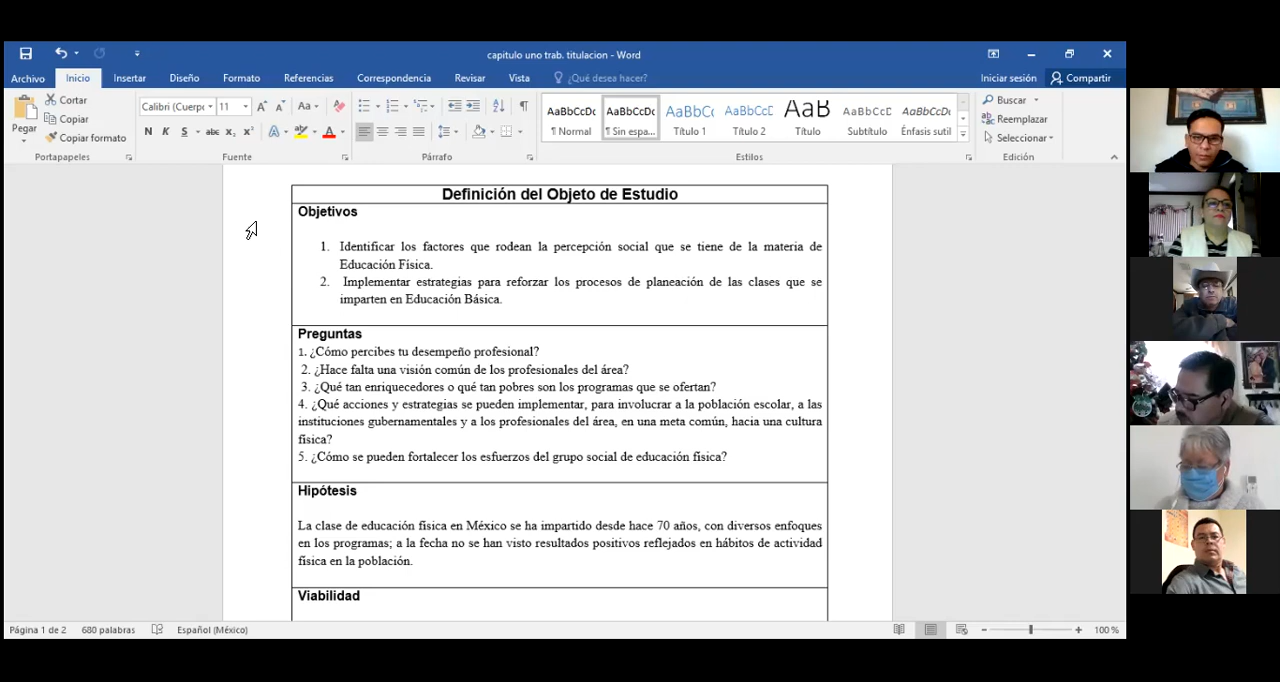 capitulo uno trab. titulacion - Word
Archivo Inicio Insertar Diseño Formato Referencias Correspondencia Revisar Vista ¿Qué desea hacer? Iniciar sesión Compartir
Pegar
Cortar
Copiar
Copiar formato
Portapapeles
Calibri (Cuerpo 11
Fuente
Párrafo
AaBbCcDc AaBbCcDc AaBbCc AaBbCcD AaB AaBbCcD AaBbCcDc
¶ Normal ¶ Sin espa... Título 1 Título 2 Título Subtítulo Énfasis sutil
Estilos
Buscar
Reemplazar
Seleccionar
Edición
Definición del Objeto de Estudio
Objetivos
1. Identificar los factores que rodean la percepción social que se tiene de la materia de
Educación Física.
2. Implementar estrategias para reforzar los procesos de planeación de las clases que se
imparten en Educación Básica.
Preguntas
1. ¿Cómo percibes tu desempeño profesional?
2. ¿Hace falta una visión común de los profesionales del área?
3. ¿Qué tan enriquecedores o qué tan pobres son los programas que se ofertan?
4. ¿Qué acciones y estrategias se pueden implementar, para involucrar a la población escolar, a las
instituciones gubernamentales y a los profesionales del área, en una meta común, hacia una cultura
física?
5. ¿Cómo se pueden fortalecer los esfuerzos del grupo social de educación física?
Hipótesis
La clase de educación física en México se ha impartido desde hace 70 años, con diversos enfoques
en los programas; a la fecha no se han visto resultados positivos reflejados en hábitos de actividad
física en la población.
Viabilidad
Página 1 de 2 680 palabras Español (México) 100 %